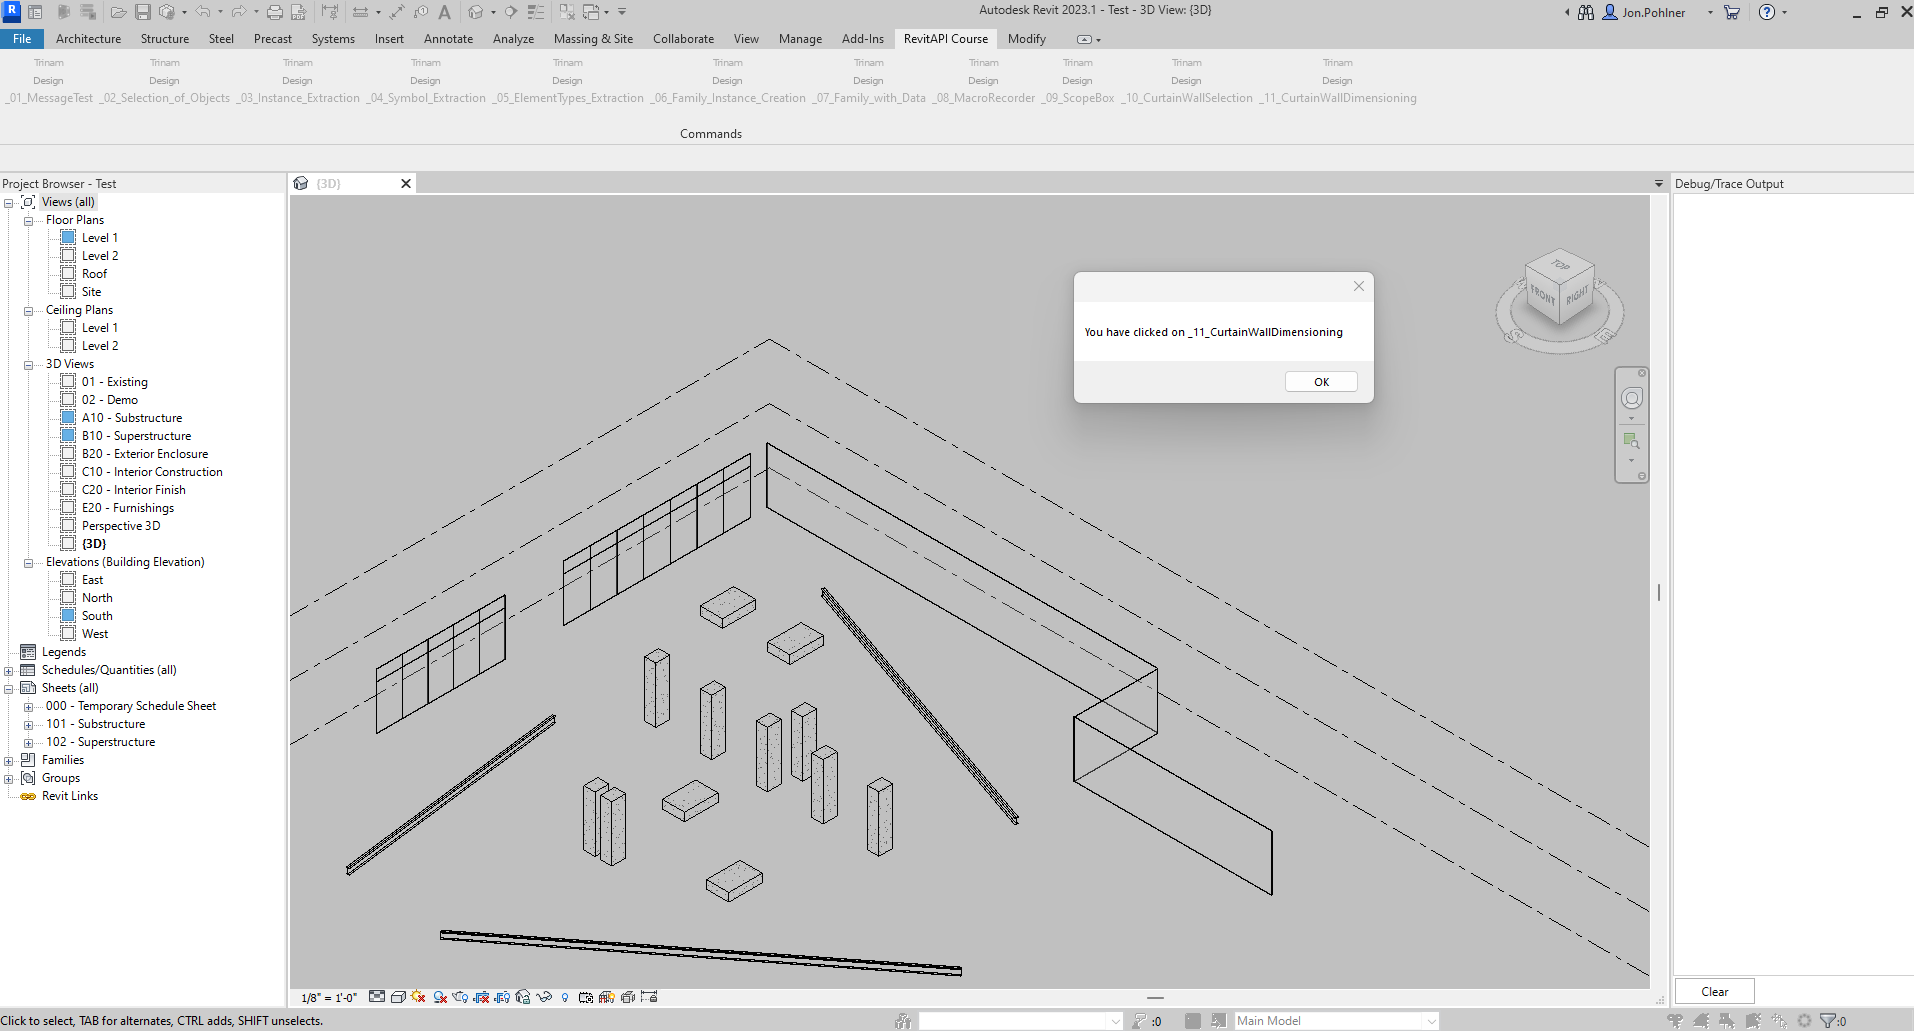 Autodesk Revit 2023.1 - Test - 3D View: {3D}
Jon.Pohlner
File Architecture Structure Steel Precast Systems Insert Annotate Analyze Massing & Site Collaborate View Manage Add-Ins RevitAPI Course Modify
Trinam Trinam Trinam Trinam Trinam Trinam Trinam Trinam Trinam Trinam Trinam
Design Design Design Design Design Design Design Design Design Design Design
_01_MessageTest _02_Selection_of_Objects _03_Instance_Extraction _04_Symbol_Extraction _05_ElementTypes_Extraction _06_Family_Instance_Creation _07_Family_with_Data _08_MacroRecorder _09_ScopeBox _10_CurtainWallSelection _11_CurtainWallDimensioning
Commands
Project Browser - Test
Views (all)
Floor Plans
Level 1
Level 2
Roof
Site
Ceiling Plans
Level 1
Level 2
3D Views
01 - Existing
02 - Demo
A10 - Substructure
B10 - Superstructure
B20 - Exterior Enclosure
C10 - Interior Construction
C20 - Interior Finish
E20 - Furnishings
Perspective 3D
{3D}
Elevations (Building Elevation)
East
North
South
West
Legends
Schedules/Quantities (all)
Sheets (all)
000 - Temporary Schedule Sheet
101 - Substructure
102 - Superstructure
Families
Groups
Revit Links
{3D}
You have clicked on _11_CurtainWallDimensioning
OK
TOP
FRONT RIGHT
S E
1/8" = 1'-0"
Debug/Trace Output
Clear
Click to select, TAB for alternates, CTRL adds, SHIFT unselects.
:0
Main Model
:0